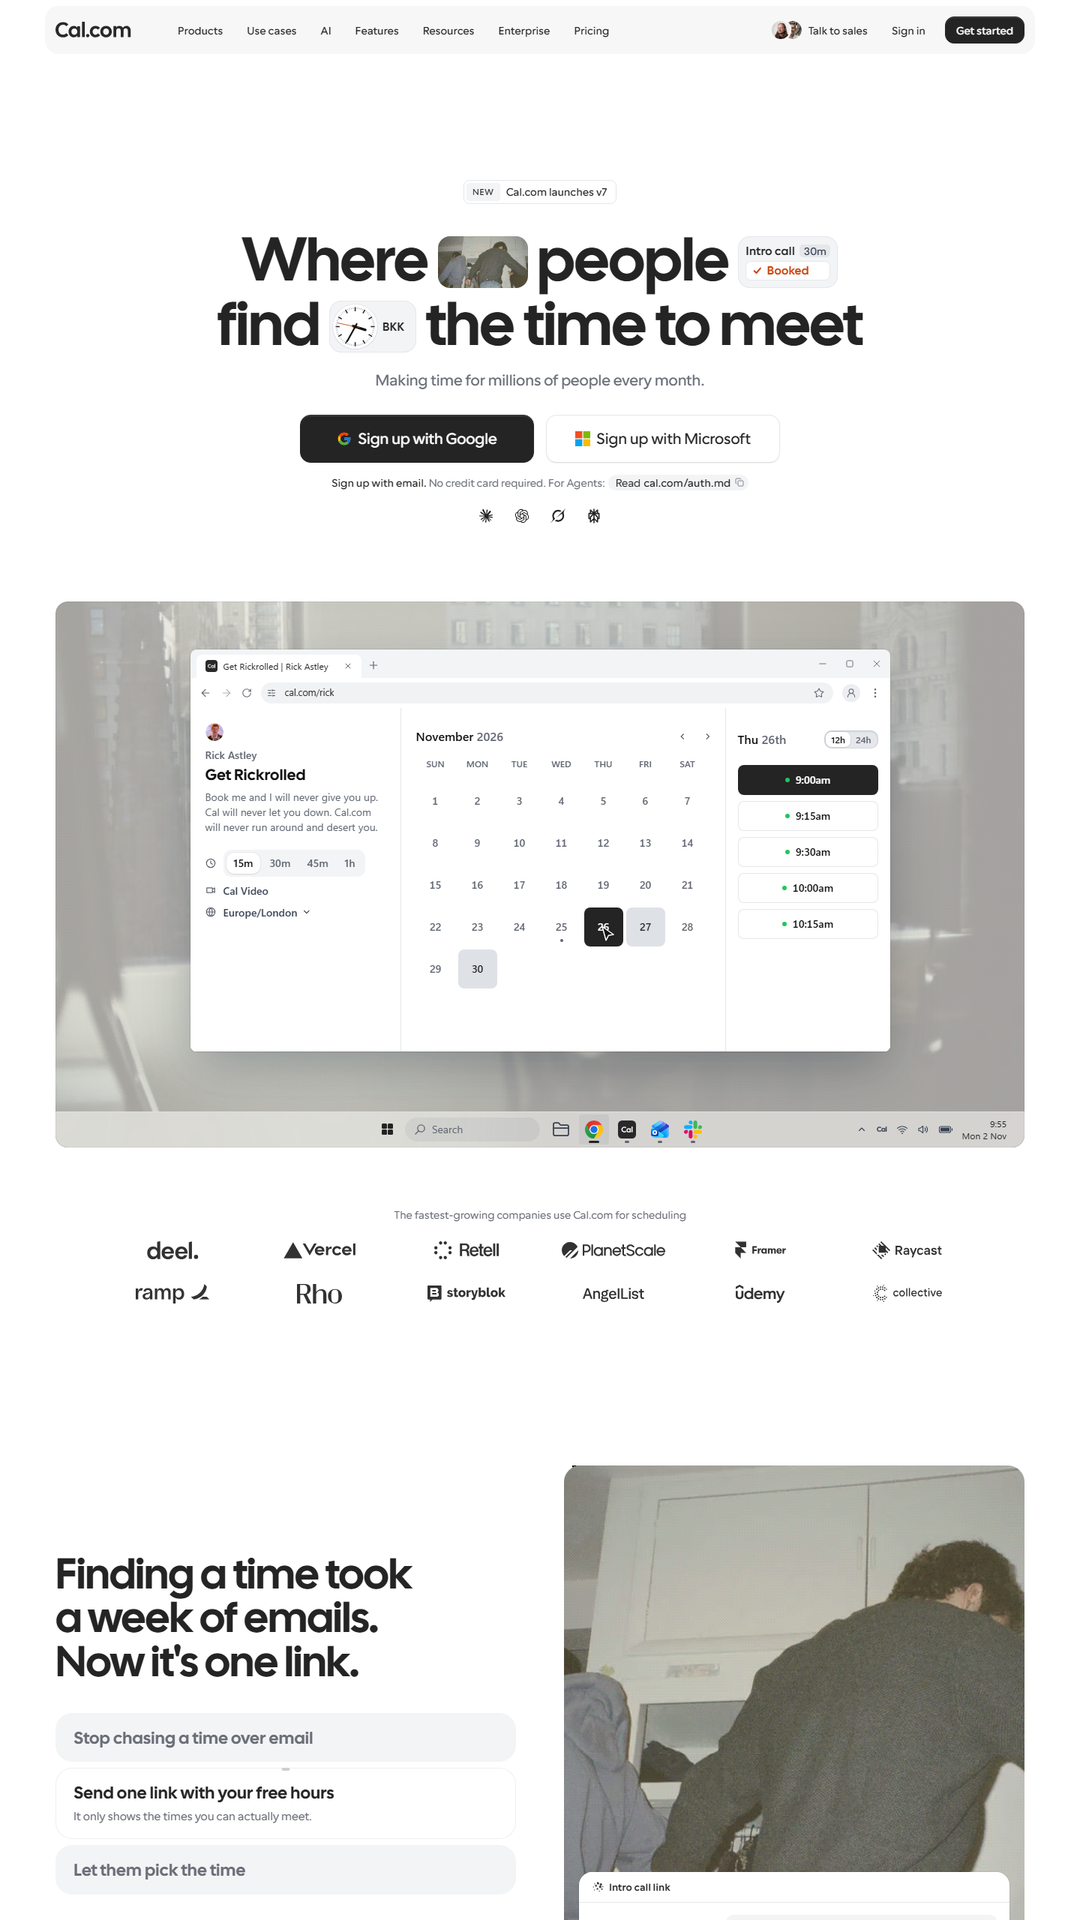 Cal.com
Products Use cases AI Features Resources Enterprise Pricing
Talk to sales Sign in Get started
NEW Cal.com launches v7
Where people
Intro call 30m
Booked
find BKK the time to meet
Making time for millions of people every month.
Sign up with Google
Sign up with Microsoft
Sign up with email. No credit card required. For Agents: Read cal.com/auth.md
Cal Get Rickrolled | Rick Astley
cal.com/rick
Rick Astley
Get Rickrolled
Book me and I will never give you up.
Cal will never let you down. Cal.com
will never run around and desert you.
15m 30m 45m 1h
Cal Video
Europe/London
November 2026
SUN MON TUE WED THU FRI SAT
1 2 3 4 5 6 7
8 9 10 11 12 13 14
15 16 17 18 19 20 21
22 23 24 25 26 27 28
29 30
Thu 26th 12h 24h
9:00am
9:15am
9:30am
10:00am
10:15am
Search
Cal
Cal
9:55
Mon 2 Nov
The fastest-growing companies use Cal.com for scheduling
deel. Vercel Retell PlanetScale Framer Raycast
ramp Rho storyblok AngelList ûdemy collective
Finding a time took
a week of emails.
Now it's one link.
Stop chasing a time over email
Send one link with your free hours
It only shows the times you can actually meet.
Let them pick the time
Intro call link